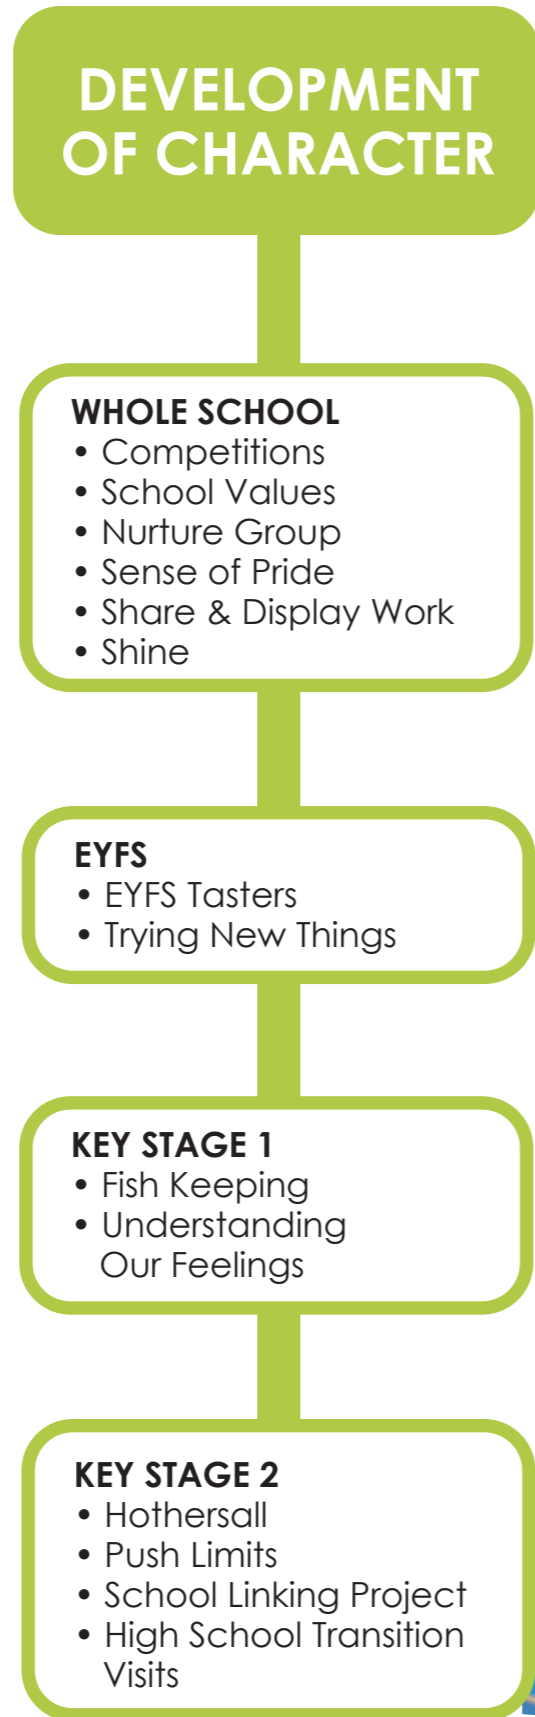 DEVELOPMENT
OF CHARACTER
WHOLE SCHOOL
• Competitions
• School Values
• Nurture Group
• Sense of Pride
• Share & Display Work
• Shine
EYFS
• EYFS Tasters
• Trying New Things
KEY STAGE 1
• Fish Keeping
• Understanding
Our Feelings
KEY STAGE 2
• Hothersall
• Push Limits
• School Linking Project
• High School Transition
Visits